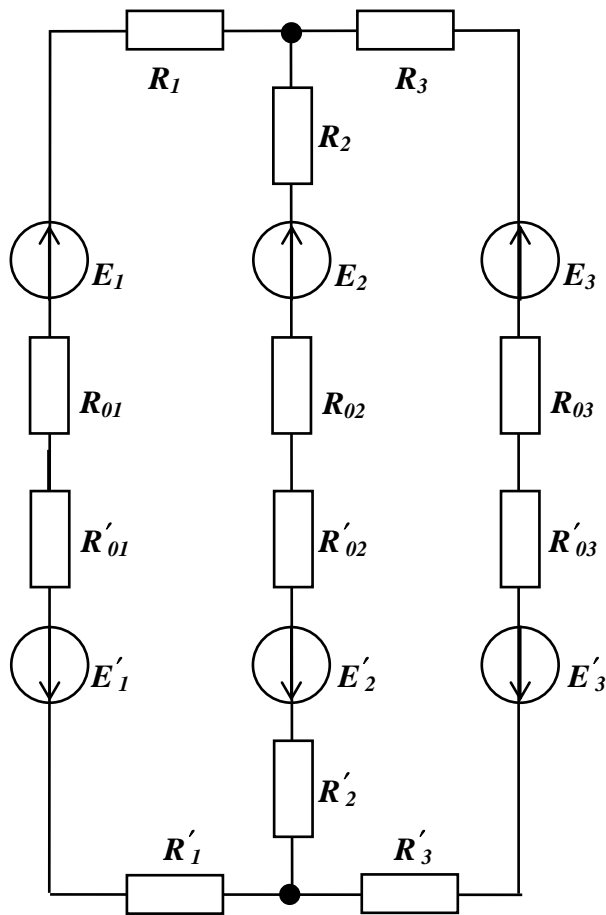 R₁ R₃
R₂
E₁ E₂ E₃
R₀₁ R₀₂ R₀₃
R′₀₁ R′₀₂ R′₀₃
E′₁ E′₂ E′₃
R′₂
R′₁ R′₃